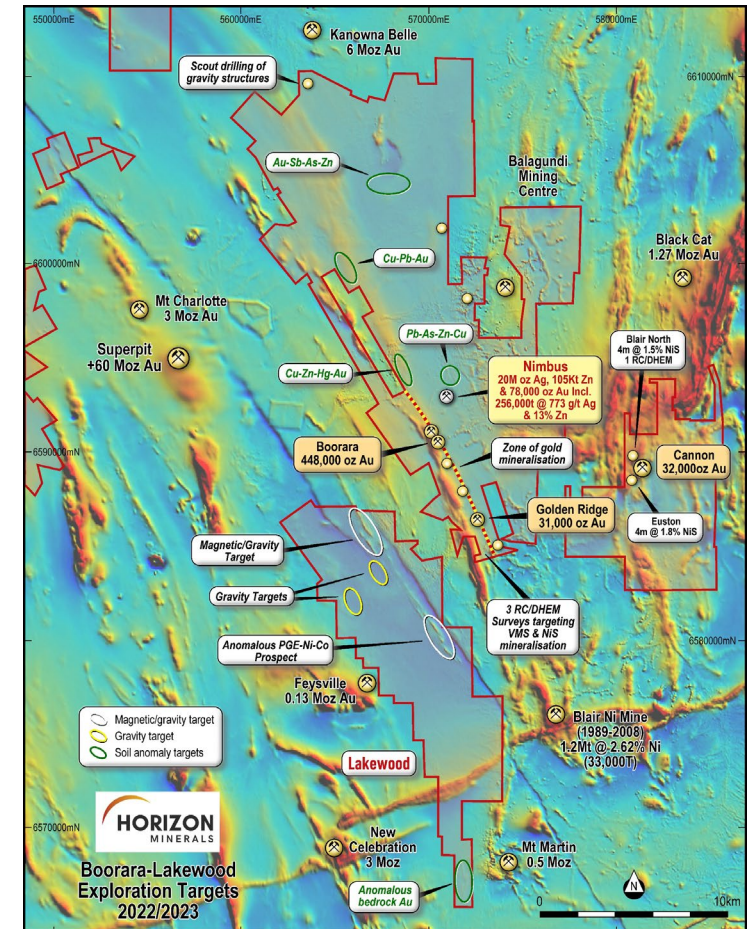 550000mE
560000mE
570000mE
580000mE
Kanowna Belle
6 Moz Au
Scout drilling of
gravity structures
6610000mN
Au-Sb-As-Zn
Balagundi
Mining
Centre
Cu-Pb-Au
Black Cat
1.27 Moz Au
6600000mN
Mt Charlotte
3 Moz Au
Superpit
+60 Moz Au
Pb-As-Zn-Cu
Blair North
4m @ 1.5% NiS
1 RC/DHEM
Cu-Zn-Hg-Au
Nimbus
20M oz Ag, 105Kt Zn
& 78,000 oz Au Incl.
256,000t @ 773 g/t Ag
& 13% Zn
Boorara
448,000 oz Au
Zone of gold
mineralisation
Cannon
32,000oz Au
6590000mN
Golden Ridge
31,000 oz Au
Euston
4m @ 1.8% NiS
Magnetic/Gravity
Target
Gravity Targets
3 RC/DHEM
Surveys targeting
VMS & NiS
mineralisation
Anomalous PGE-Ni-Co
Prospect
6580000mN
Feysville
0.13 Moz Au
Magnetic/gravity target
Gravity target
Soil anomaly targets
Blair Ni Mine
(1989-2008)
1.2Mt @ 2.62% Ni
(33,000T)
Lakewood
HORIZON
MINERALS
6570000mN
New
Celebration
3 Moz
Mt Martin
0.5 Moz
Boorara-Lakewood
Exploration Targets
2022/2023
Anomalous
bedrock Au
N
0
10km